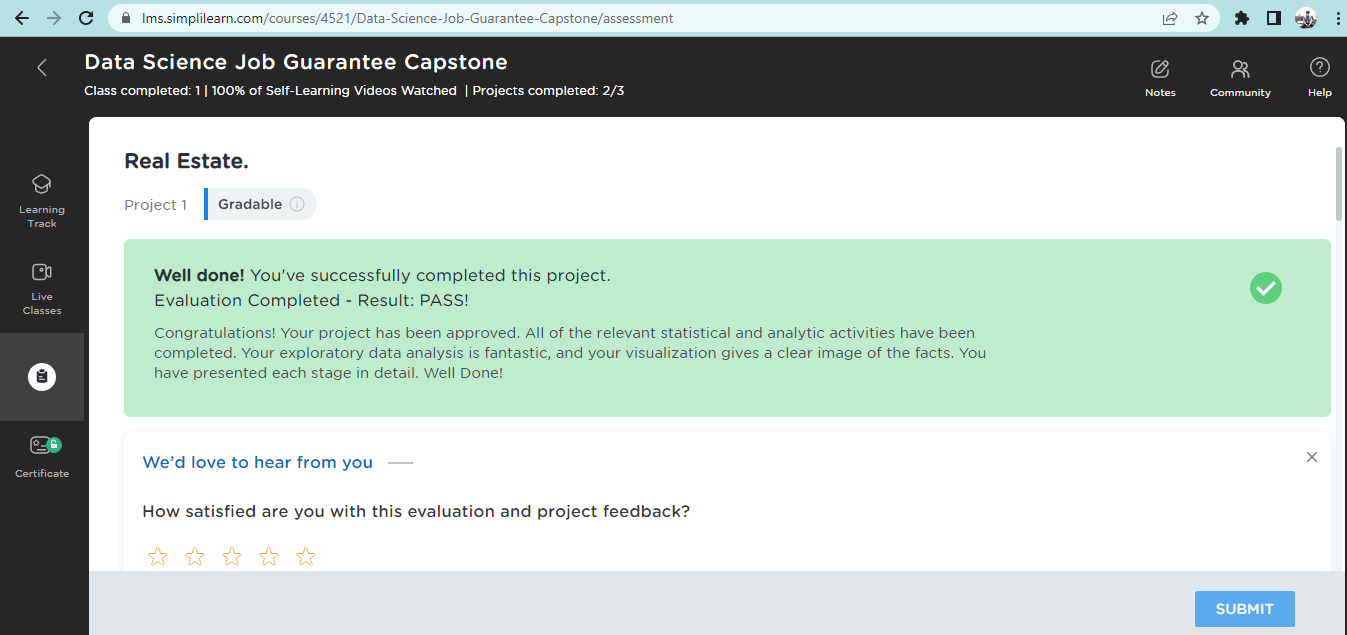 lms.simplilearn.com/courses/4521/Data-Science-Job-Guarantee-Capstone/assessment
Data Science Job Guarantee Capstone
Class completed: 1 | 100% of Self-Learning Videos Watched | Projects completed: 2/3
Notes
Community
Help
Learning
Track
Live
Classes
Certificate
Real Estate.
Project 1
Gradable
Well done! You've successfully completed this project.
Evaluation Completed - Result: PASS!
Congratulations! Your project has been approved. All of the relevant statistical and analytic activities have been
completed. Your exploratory data analysis is fantastic, and your visualization gives a clear image of the facts. You
have presented each stage in detail. Well Done!
We’d love to hear from you
How satisfied are you with this evaluation and project feedback?
SUBMIT